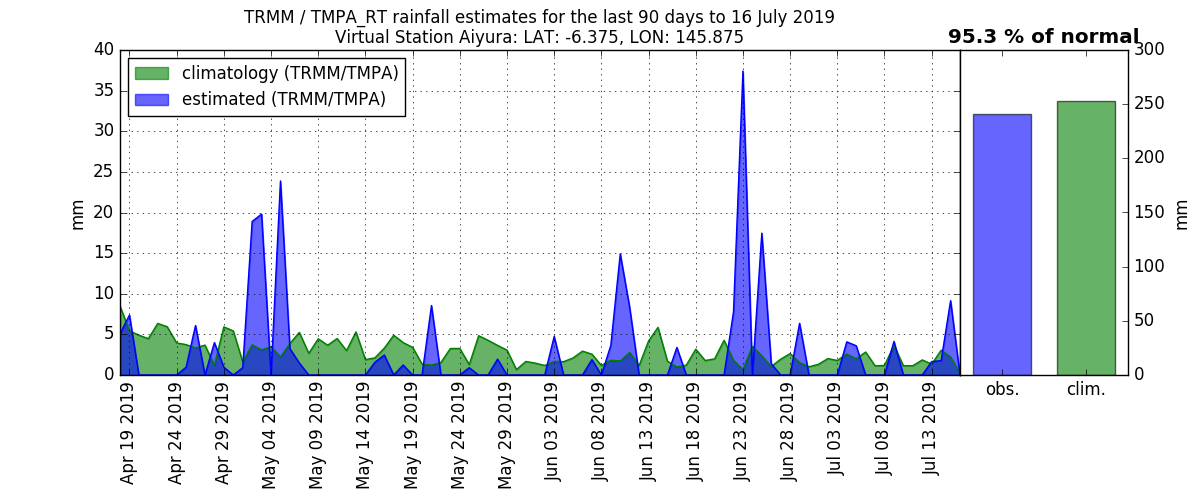 TRMM / TMPA_RT rainfall estimates for the last 90 days to 16 July 2019
Virtual Station Aiyura: LAT: -6.375, LON: 145.875
95.3 % of normal
climatology (TRMM/TMPA)
estimated (TRMM/TMPA)
mm
40
35
30
25
20
15
10
5
0
Apr 19 2019
Apr 24 2019
Apr 29 2019
May 04 2019
May 09 2019
May 14 2019
May 19 2019
May 24 2019
May 29 2019
Jun 03 2019
Jun 08 2019
Jun 13 2019
Jun 18 2019
Jun 23 2019
Jun 28 2019
Jul 03 2019
Jul 08 2019
Jul 13 2019
obs.
clim.
300
250
200
150
100
50
0
mm